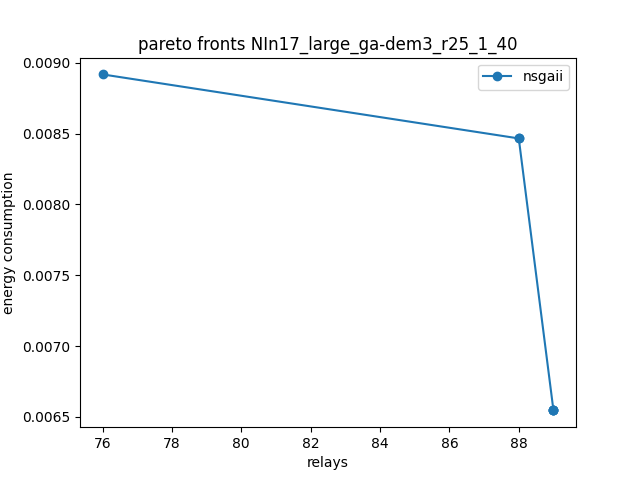 pareto fronts NIn17_large_ga-dem3_r25_1_40
nsgaii
energy consumption
0.0090
0.0085
0.0080
0.0075
0.0070
0.0065
76 78 80 82 84 86 88
relays